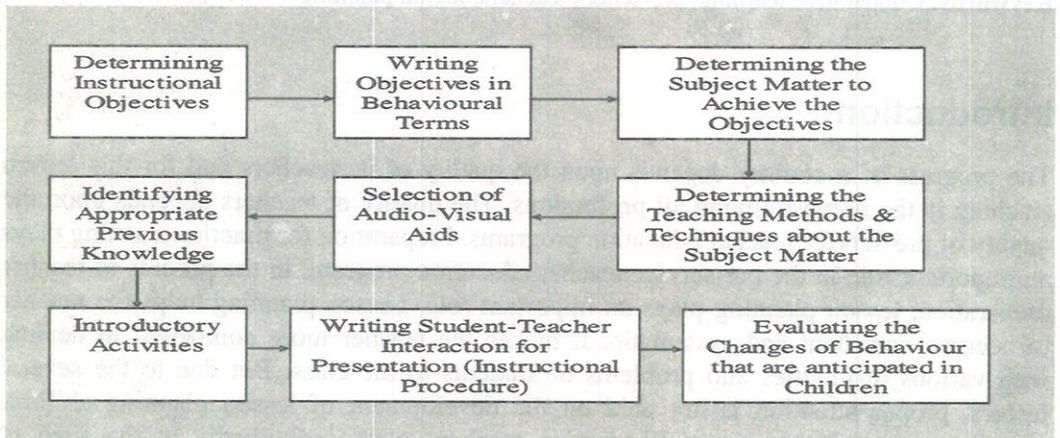 Determining
Instructional
Objectives
Writing
Objectives in
Behavioural
Terms
Determining the
Subject Matter to
Achieve the
Objectives
Identifying
Appropriate
Previous
Knowledge
Selection of
Audio-Visual
Aids
Determining the
Teaching Methods &
Techniques about the
Subject Matter
Introductory
Activities
Writing Student-Teacher
Interaction for
Presentation(Instructional
Procedure)
Evaluating the
Changes of Behaviour
that are anticipated in
Children